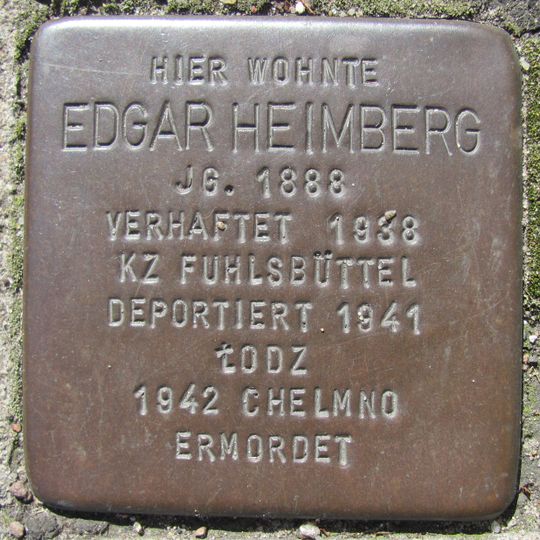 HIER WOHNTE
EDGAR HEIMBERG
JG. 1888
VERHAFTET 1938
KZ FUHLSBÜTTEL
DEPORTIERT 1941
ŁODZ
1942 CHELMNO
ERMORDET